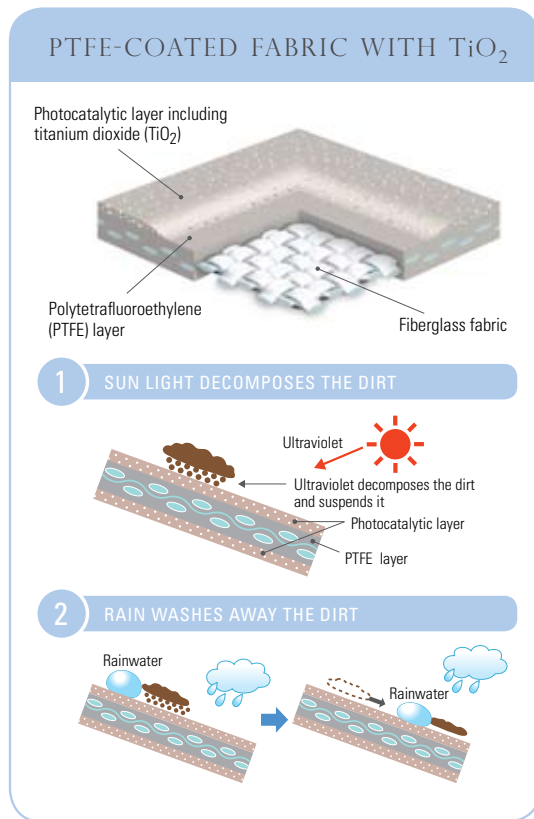 PTFE-COATED FABRIC WITH TiO2
Photocatalytic layer including
titanium dioxide (TiO2)
Polytetrafluoroethylene
(PTFE) layer
Fiberglass fabric
1 SUN LIGHT DECOMPOSES THE DIRT
Ultraviolet
Ultraviolet decomposes the dirt
and suspends it
Photocatalytic layer
PTFE layer
2 RAIN WASHES AWAY THE DIRT
Rainwater
Rainwater